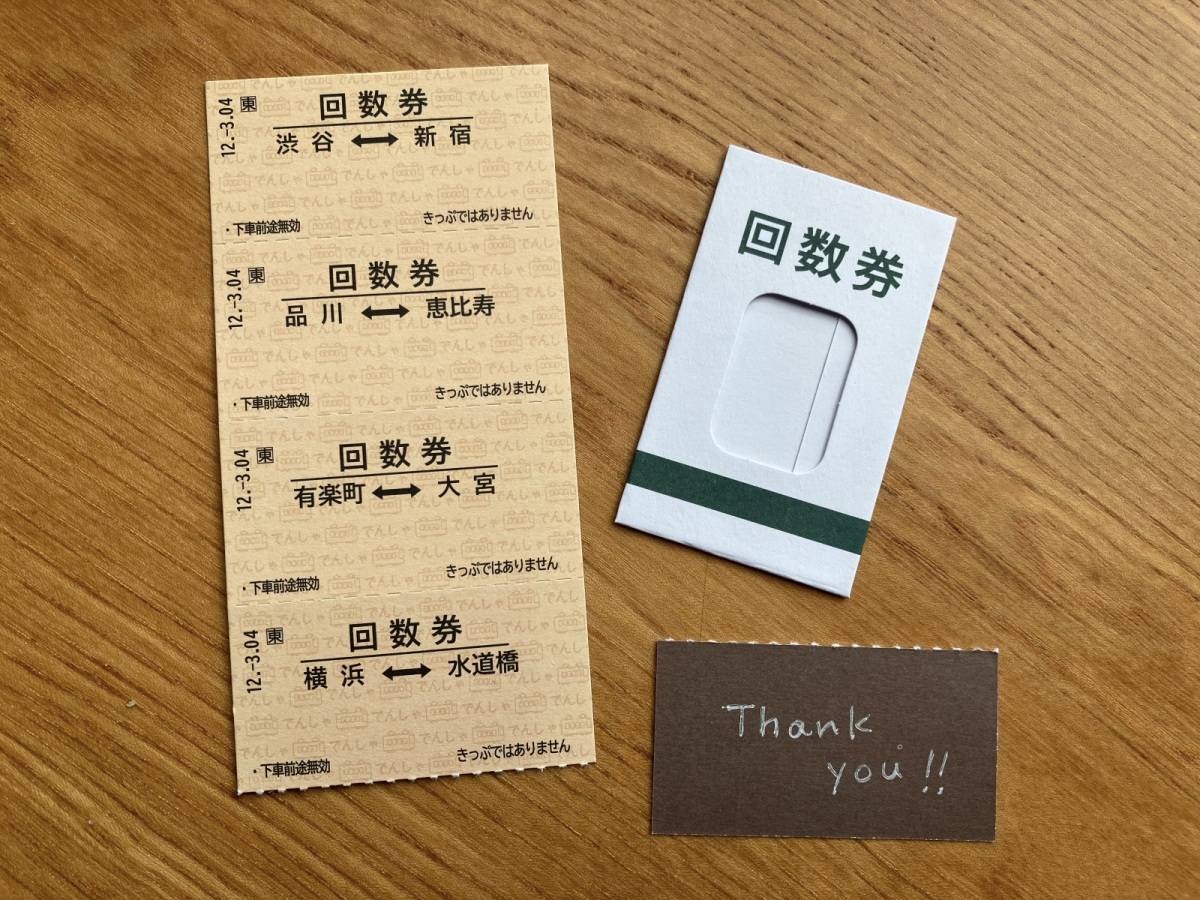 12.-3.04 東 回数券
渋谷 ↔ 新宿
・下車前途無効 きっぷではありません
12.-3.04 東 回数券
品川 ↔ 恵比寿
・下車前途無効 きっぷではありません
12.-3.04 東 回数券
有楽町 ↔ 大宮
・下車前途無効 きっぷではありません
12.-3.04 東 回数券
横浜 ↔ 水道橋
・下車前途無効 きっぷではありません
でんしゃ
回数券
Thank
you!!